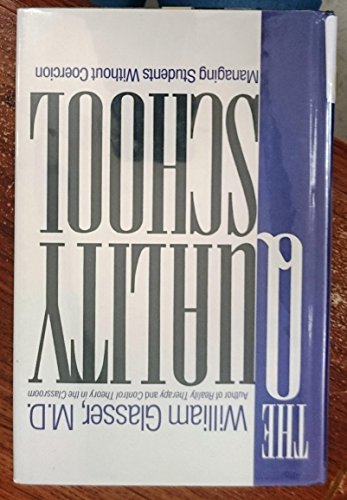 William Glasser, M.D.
Author of Reality Therapy and Control Theory in the Classroom
THE
QUALITY
SCHOOL
Managing Students Without Coercion